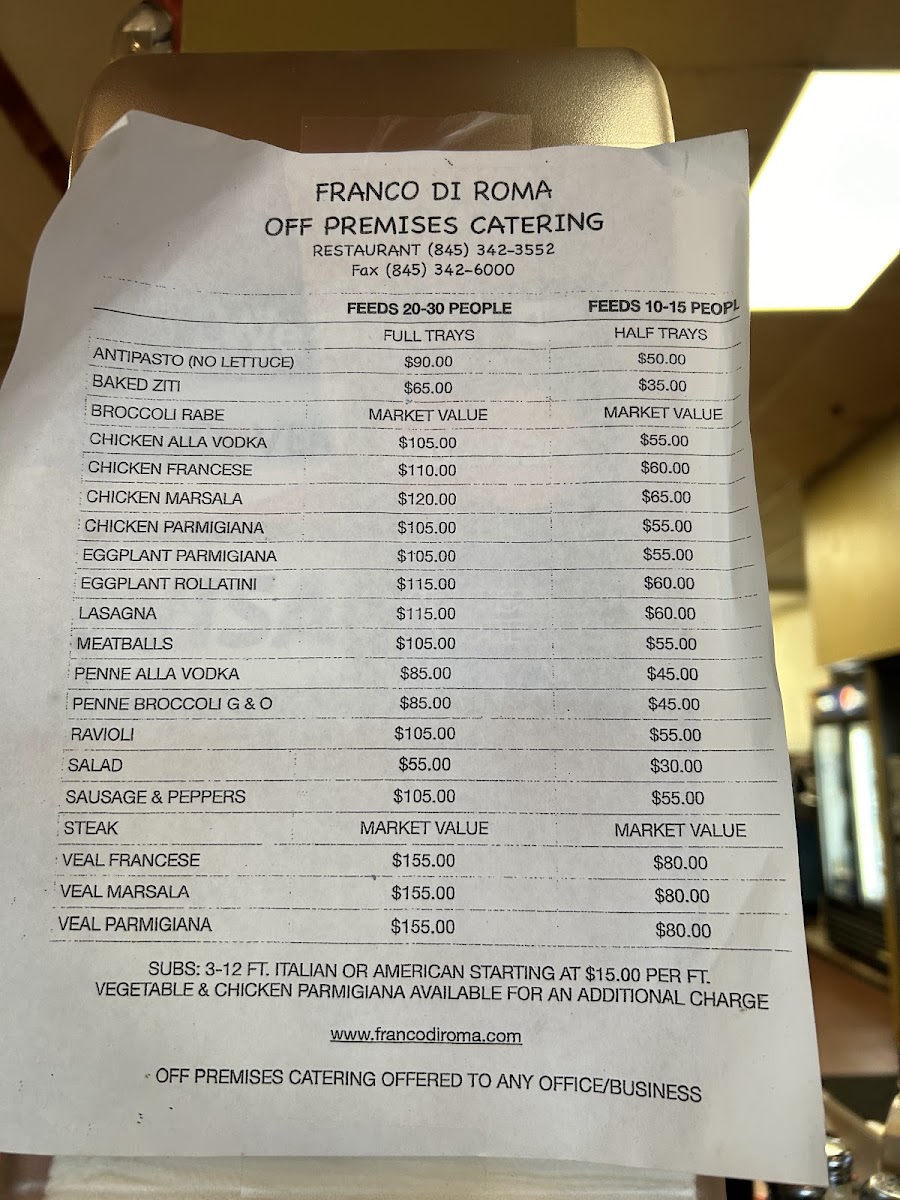 FRANCO DI ROMA
OFF PREMISES CATERING
RESTAURANT (845) 342-3552
Fax (845) 342-6000
FEEDS 20-30 PEOPLE FEEDS 10-15 PEOPL
FULL TRAYS HALF TRAYS
ANTIPASTO (NO LETTUCE) $90.00 $50.00
BAKED ZITI $65.00 $35.00
BROCCOLI RABE MARKET VALUE MARKET VALUE
CHICKEN ALLA VODKA $105.00 $55.00
CHICKEN FRANCESE $110.00 $60.00
CHICKEN MARSALA $120.00 $65.00
CHICKEN PARMIGIANA $105.00 $55.00
EGGPLANT PARMIGIANA $105.00 $55.00
EGGPLANT ROLLATINI $115.00 $60.00
LASAGNA $115.00 $60.00
MEATBALLS $105.00 $55.00
PENNE ALLA VODKA $85.00 $45.00
PENNE BROCCOLI G & O $85.00 $45.00
RAVIOLI $105.00 $55.00
SALAD $55.00 $30.00
SAUSAGE & PEPPERS $105.00 $55.00
STEAK MARKET VALUE MARKET VALUE
VEAL FRANCESE $155.00 $80.00
VEAL MARSALA $155.00 $80.00
VEAL PARMIGIANA $155.00 $80.00
SUBS: 3-12 FT. ITALIAN OR AMERICAN STARTING AT $15.00 PER FT.
VEGETABLE & CHICKEN PARMIGIANA AVAILABLE FOR AN ADDITIONAL CHARGE
www.francodiroma.com
OFF PREMISES CATERING OFFERED TO ANY OFFICE/BUSINESS